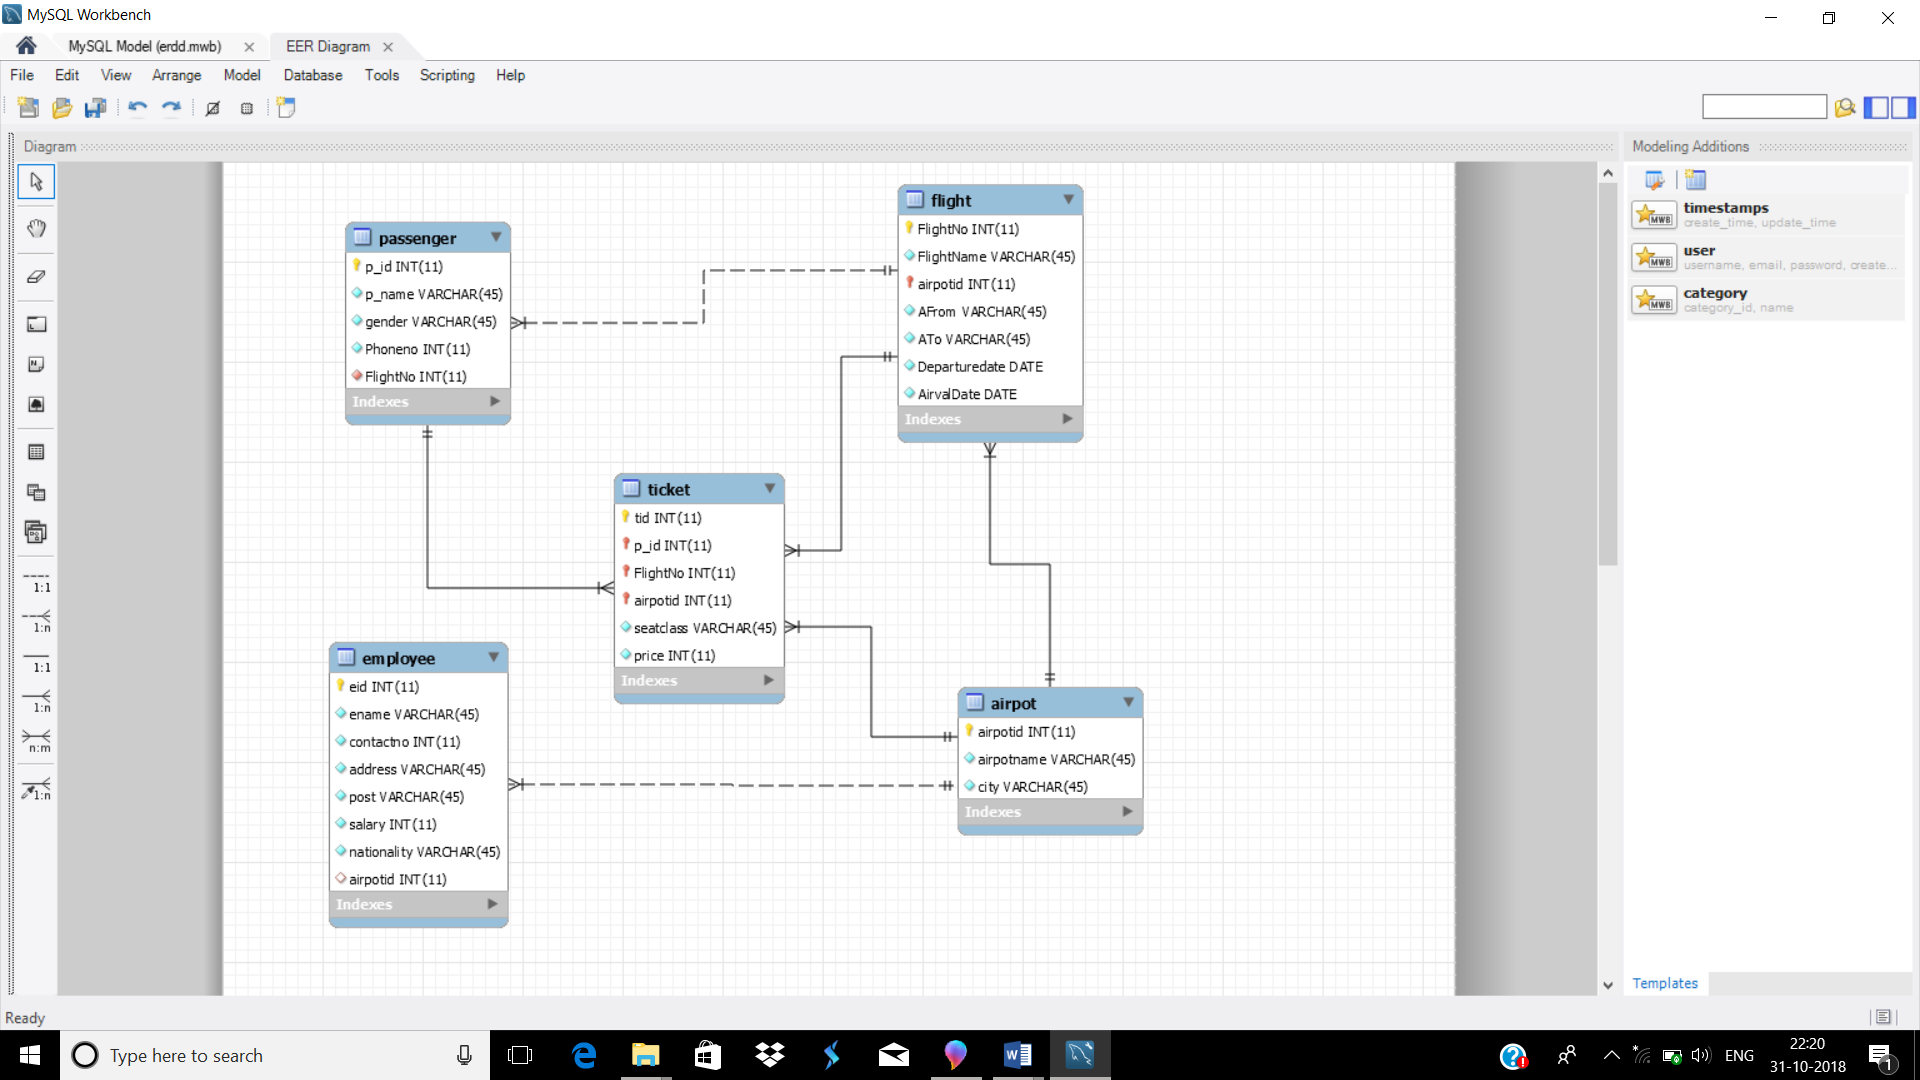 MySQL Workbench
MySQL Model (erdd.mwb)
EER Diagram
File Edit View Arrange Model Database Tools Scripting Help
Diagram
Modeling Additions
timestamps
create_time, update_time
user
username, email, password, create...
category
category_id, name
Templates
1:1
1:n
1:1
1:n
n:m
1:n
passenger
p_id INT(11)
p_name VARCHAR(45)
gender VARCHAR(45)
Phoneno INT(11)
FlightNo INT(11)
Indexes
flight
FlightNo INT(11)
FlightName VARCHAR(45)
airpotid INT(11)
AFrom VARCHAR(45)
ATo VARCHAR(45)
Departuredate DATE
AirvalDate DATE
Indexes
ticket
tid INT(11)
p_id INT(11)
FlightNo INT(11)
airpotid INT(11)
seatclass VARCHAR(45)
price INT(11)
Indexes
employee
eid INT(11)
ename VARCHAR(45)
contactno INT(11)
address VARCHAR(45)
post VARCHAR(45)
salary INT(11)
nationality VARCHAR(45)
airpotid INT(11)
Indexes
airpot
airpotid INT(11)
airpotname VARCHAR(45)
city VARCHAR(45)
Indexes
Ready
Type here to search
ENG
22:20
31-10-2018
1
MWB
MWB
MWB